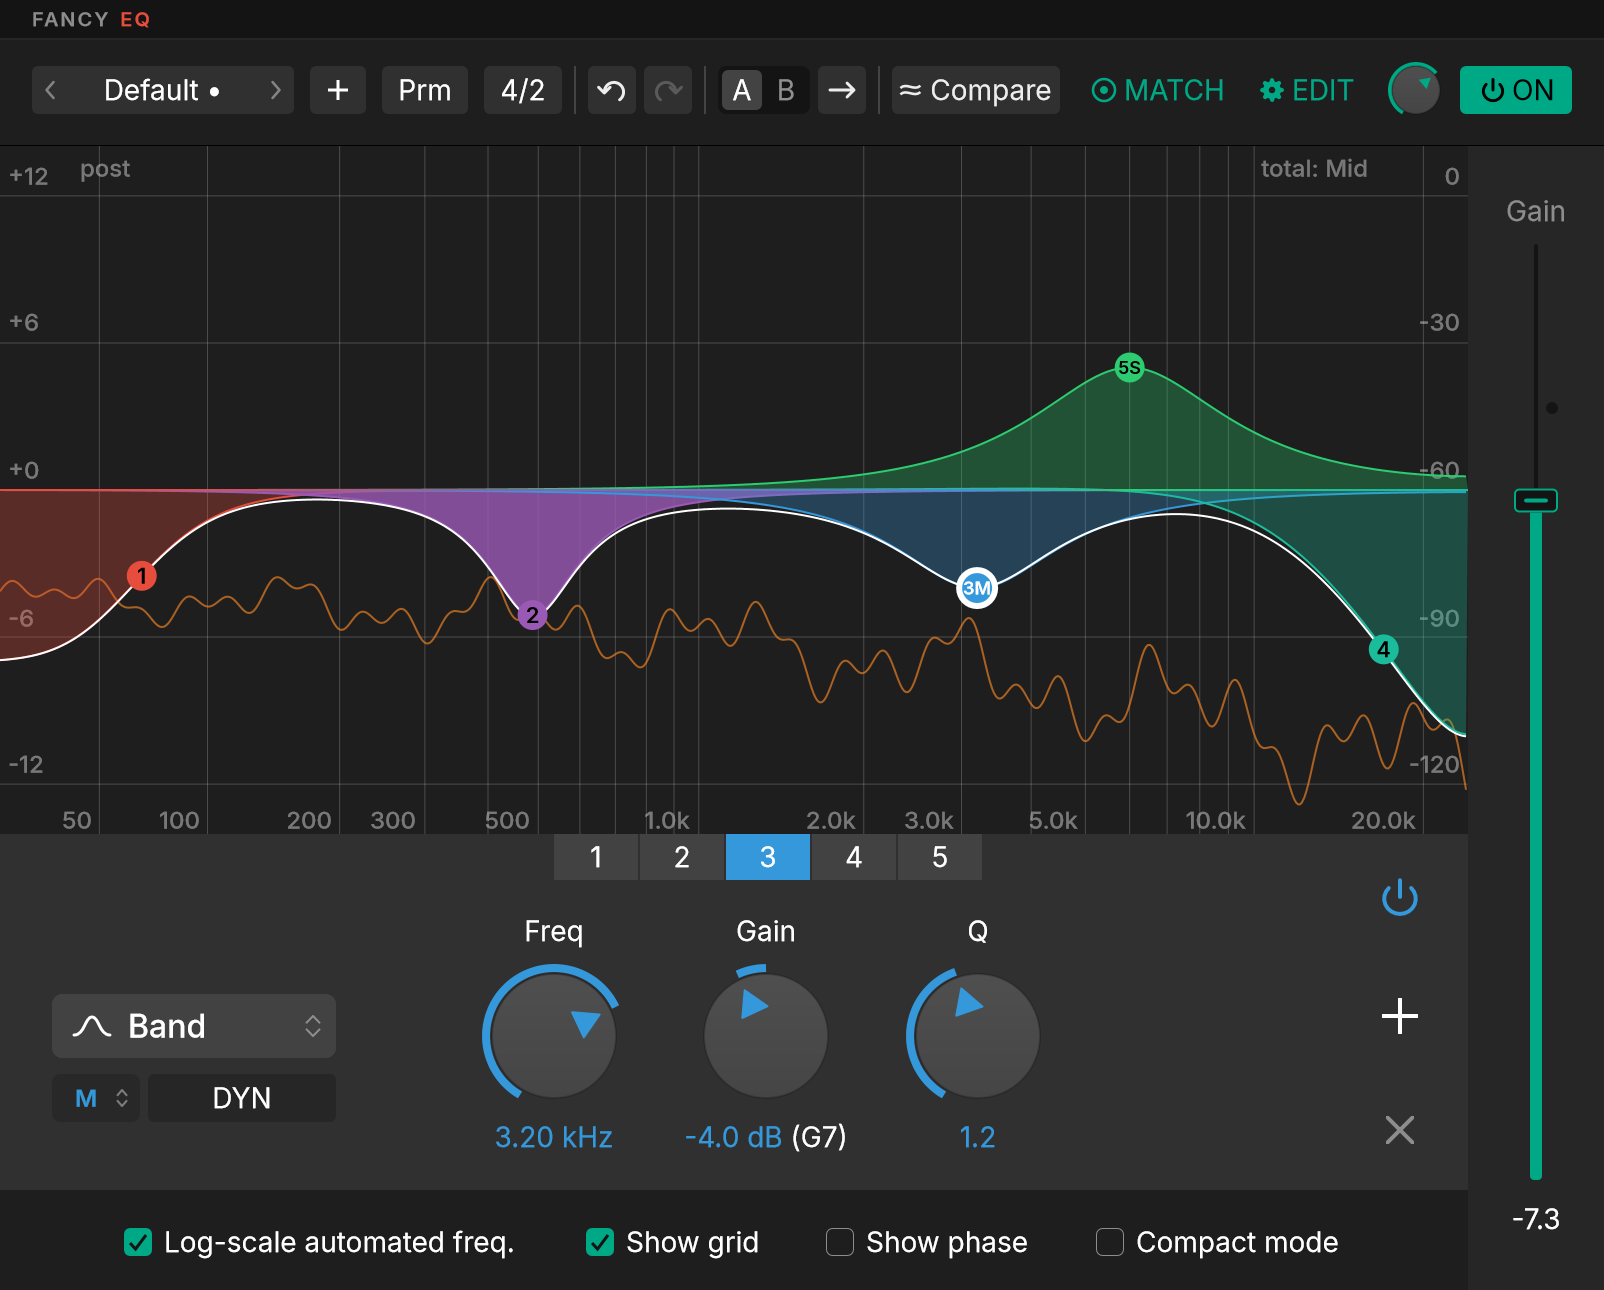 FANCY EQ
Default •
+
Prm
4/2
A B
Compare
MATCH
EDIT
ON
post
total: Mid
+12
+6
+0
-6
-12
0
-30
-60
-90
-120
5S
1
2
3M
4
50 100 200 300 500 1.0k 2.0k 3.0k 5.0k 10.0k 20.0k
1 2 3 4 5
Freq
3.20 kHz
Gain
-4.0 dB (G7)
Q
1.2
Band
M
DYN
Gain
-7.3
Log-scale automated freq.
Show grid
Show phase
Compact mode